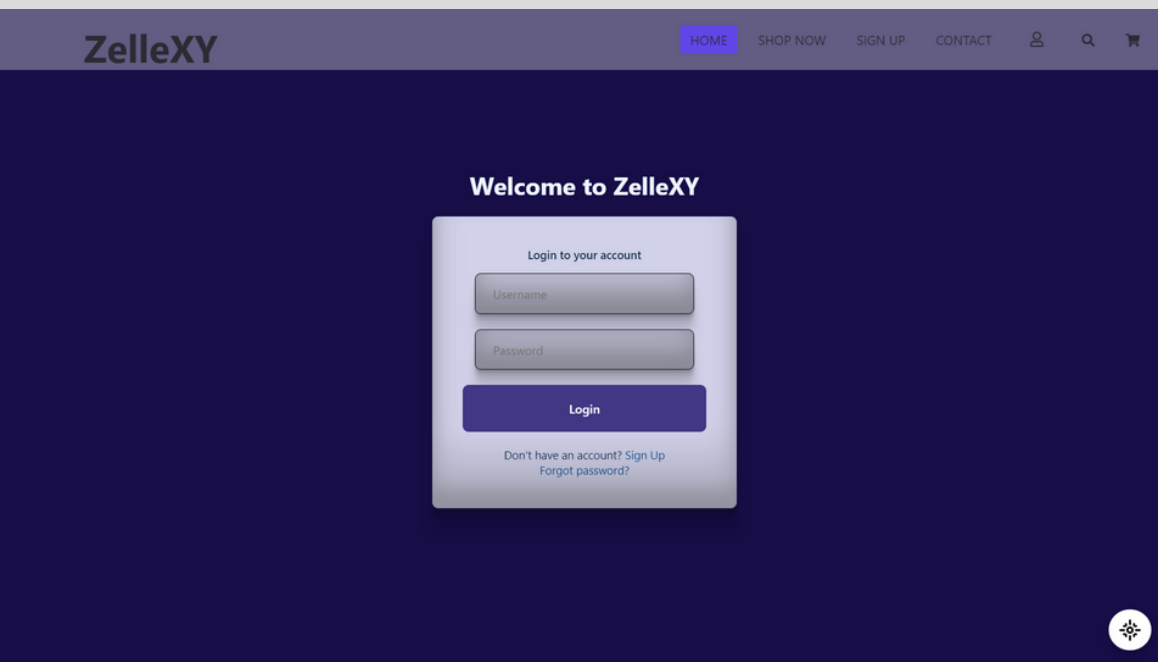 ZelleXY
HOME SHOP NOW SIGN UP CONTACT
Welcome to ZelleXY
Login to your account
Username
Password
Login
Don't have an account? Sign Up
Forgot password?